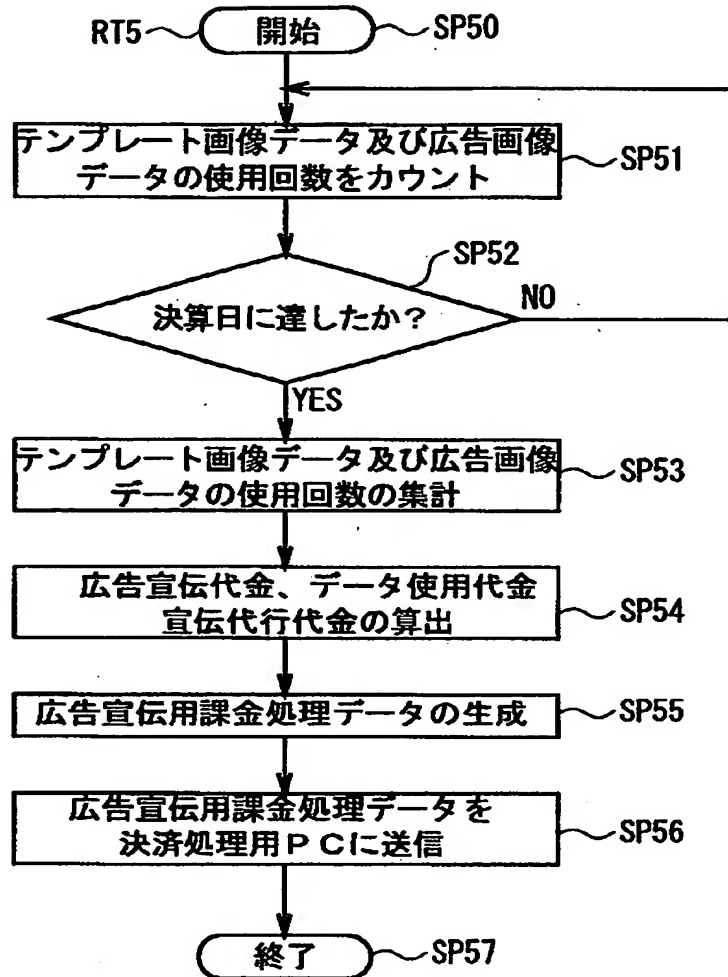 RT5 開始 SP50
テンプレート画像データ及び広告画像
データの使用回数をカウント
SP51
SP52
決算日に達したか？
NO
YES
テンプレート画像データ及び広告画像
データの使用回数の集計
SP53
広告宣伝代金、データ使用代金
宣伝代行代金の算出
SP54
広告宣伝用課金処理データの生成
SP55
広告宣伝用課金処理データを
決済処理用ＰＣに送信
SP56
終了 SP57